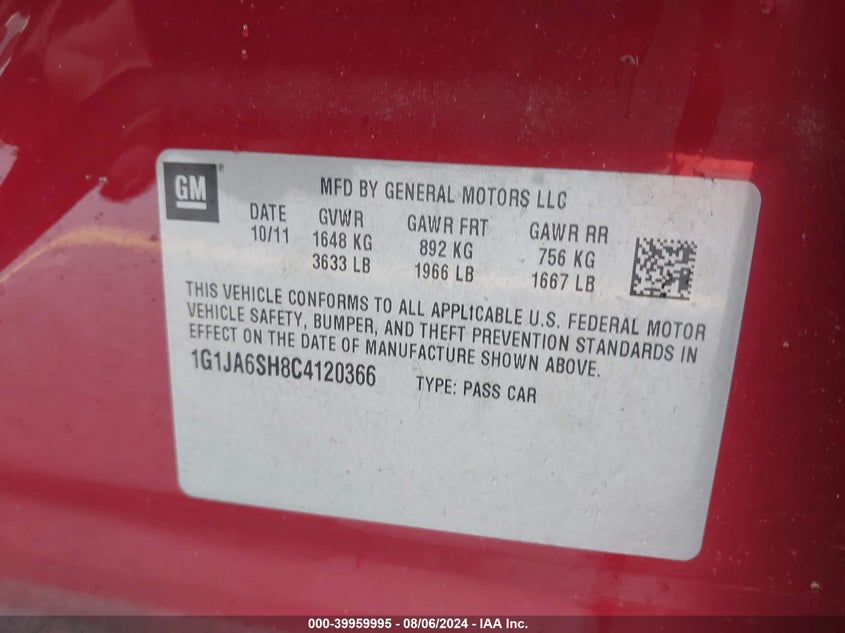 GM
MFD BY GENERAL MOTORS LLC
DATE GVWR GAWR FRT GAWR RR
10/11 1648 KG 892 KG 756 KG
3633 LB 1966 LB 1667 LB
THIS VEHICLE CONFORMS TO ALL APPLICABLE U.S. FEDERAL MOTOR
VEHICLE SAFETY, BUMPER, AND THEFT PREVENTION STANDARDS IN
EFFECT ON THE DATE OF MANUFACTURE SHOWN ABOVE.
1G1JA6SH8C4120366 TYPE: PASS CAR
000-39959995 - 08/06/2024 - IAA Inc.